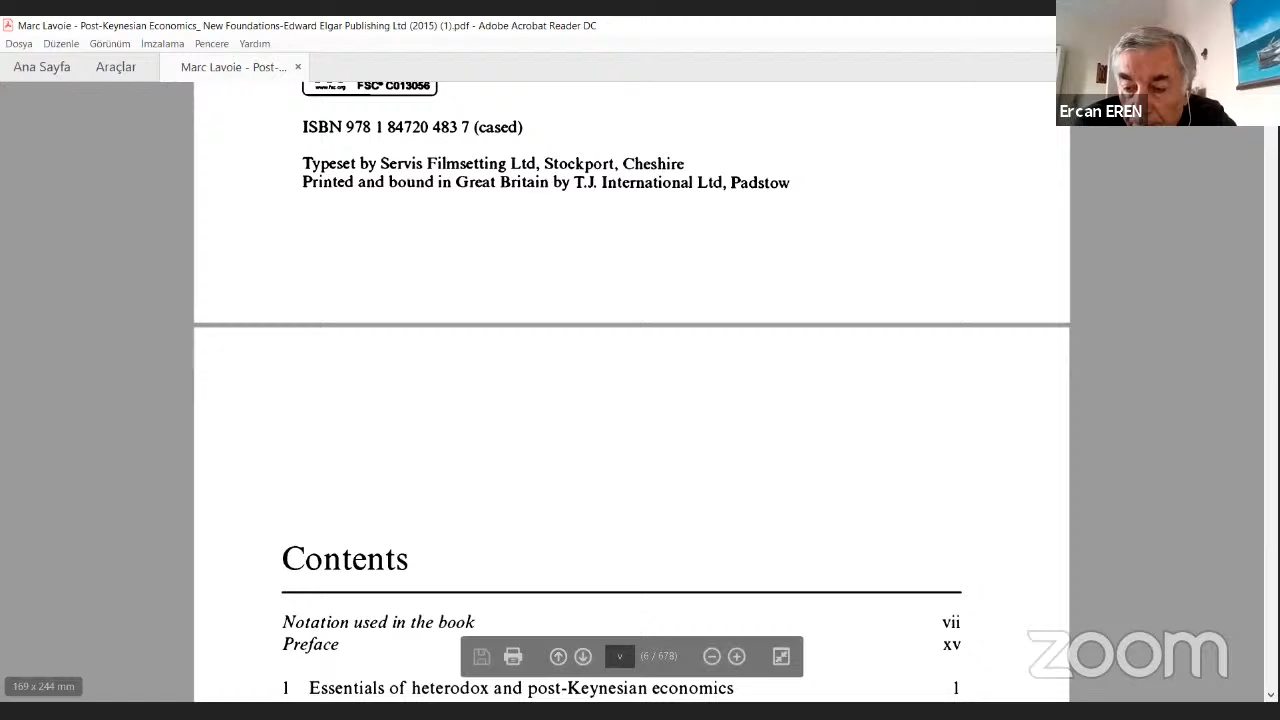 Marc Lavoie - Post-Keynesian Economics_ New Foundations-Edward Elgar Publishing Ltd (2015) (1).pdf - Adobe Acrobat Reader DC
Dosya Düzenle Görünüm İmzalama Pencere Yardım
Ana Sayfa Araçlar Marc Lavoie - Post-... ×
www.fsc.org FSC® C013056
Ercan EREN
ISBN 978 1 84720 483 7 (cased)
Typeset by Servis Filmsetting Ltd, Stockport, Cheshire
Printed and bound in Great Britain by T.J. International Ltd, Padstow
Contents
Notation used in the book vii
Preface xv
v (6 / 678)
zoom
169 x 244 mm
1 Essentials of heterodox and post-Keynesian economics 1